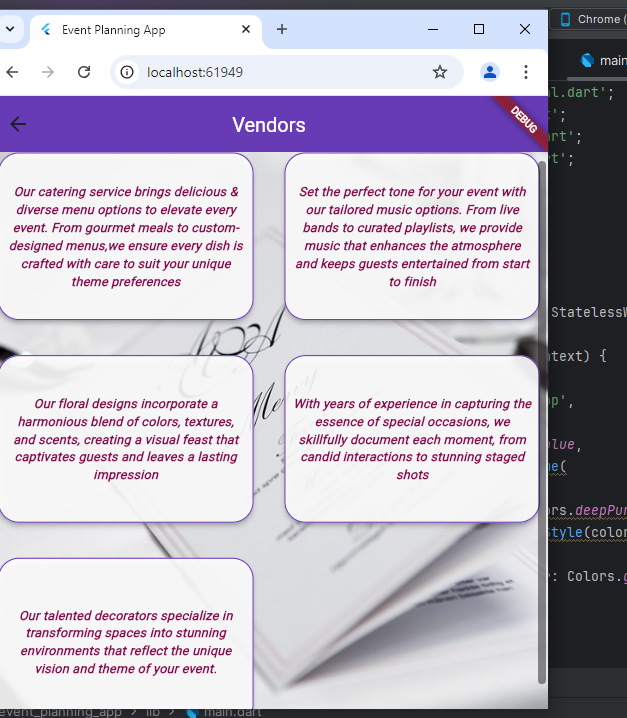 Event Planning App
Chrome (
localhost:61949
main
Vendors
DEBUG
al.dart';
';
art';
t';
Our catering service brings delicious &
diverse menu options to elevate every
event. From gourmet meals to custom-
designed menus,we ensure every dish is
crafted with care to suit your unique
theme preferences
Set the perfect tone for your event with
our tailored music options. From live
bands to curated playlists, we provide
music that enhances the atmosphere
and keeps guests entertained from start
to finish
StatelessW
ntext) {
Our floral designs incorporate a
harmonious blend of colors, textures,
and scents, creating a visual feast that
captivates guests and leaves a lasting
impression
With years of experience in capturing the
essence of special occasions, we
skillfully document each moment, from
candid interactions to stunning staged
shots
p',
lue,
me(
ors.deepPur
Style(color
r: Colors.g
Our talented decorators specialize in
transforming spaces into stunning
environments that reflect the unique
vision and theme of your event.
event_planning_app > lib > main.dart